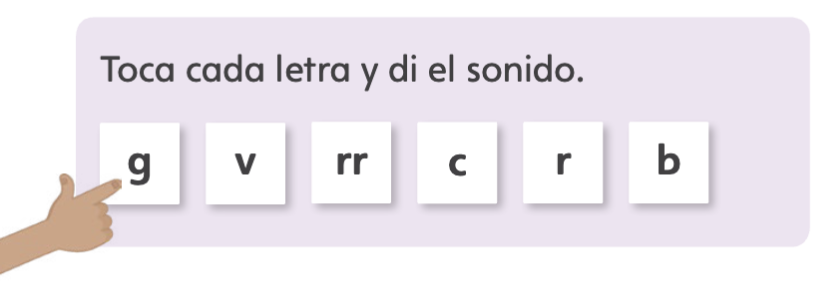 Toca cada letra y di el sonido.
g v rr c r b